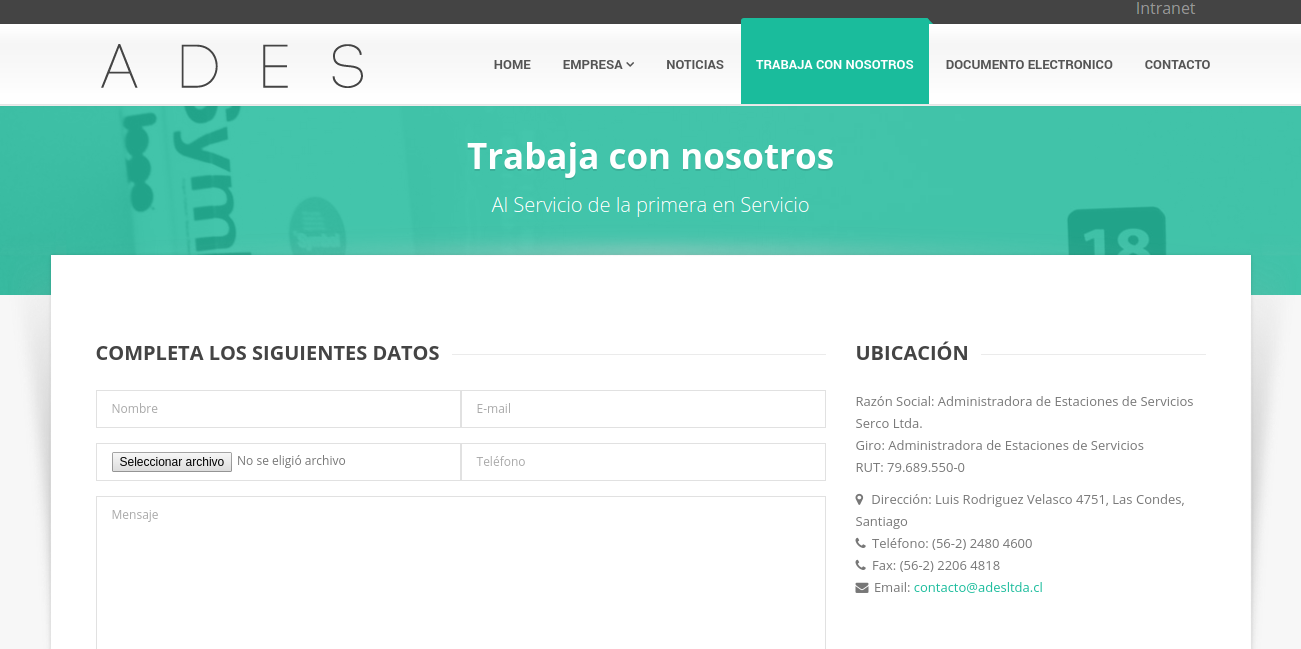 Intranet
ADES
HOME
EMPRESA
NOTICIAS
TRABAJA CON NOSOTROS
DOCUMENTO ELECTRONICO
CONTACTO
Trabaja con nosotros
Al Servicio de la primera en Servicio
18
COMPLETA LOS SIGUIENTES DATOS
Nombre
E-mail
Seleccionar archivo No se eligió archivo
Teléfono
Mensaje
UBICACIÓN
Razón Social: Administradora de Estaciones de Servicios
Serco Ltda.
Giro: Administradora de Estaciones de Servicios
RUT: 79.689.550-0
Dirección: Luis Rodriguez Velasco 4751, Las Condes,
Santiago
Teléfono: (56-2) 2480 4600
Fax: (56-2) 2206 4818
Email: contacto@adesltda.cl